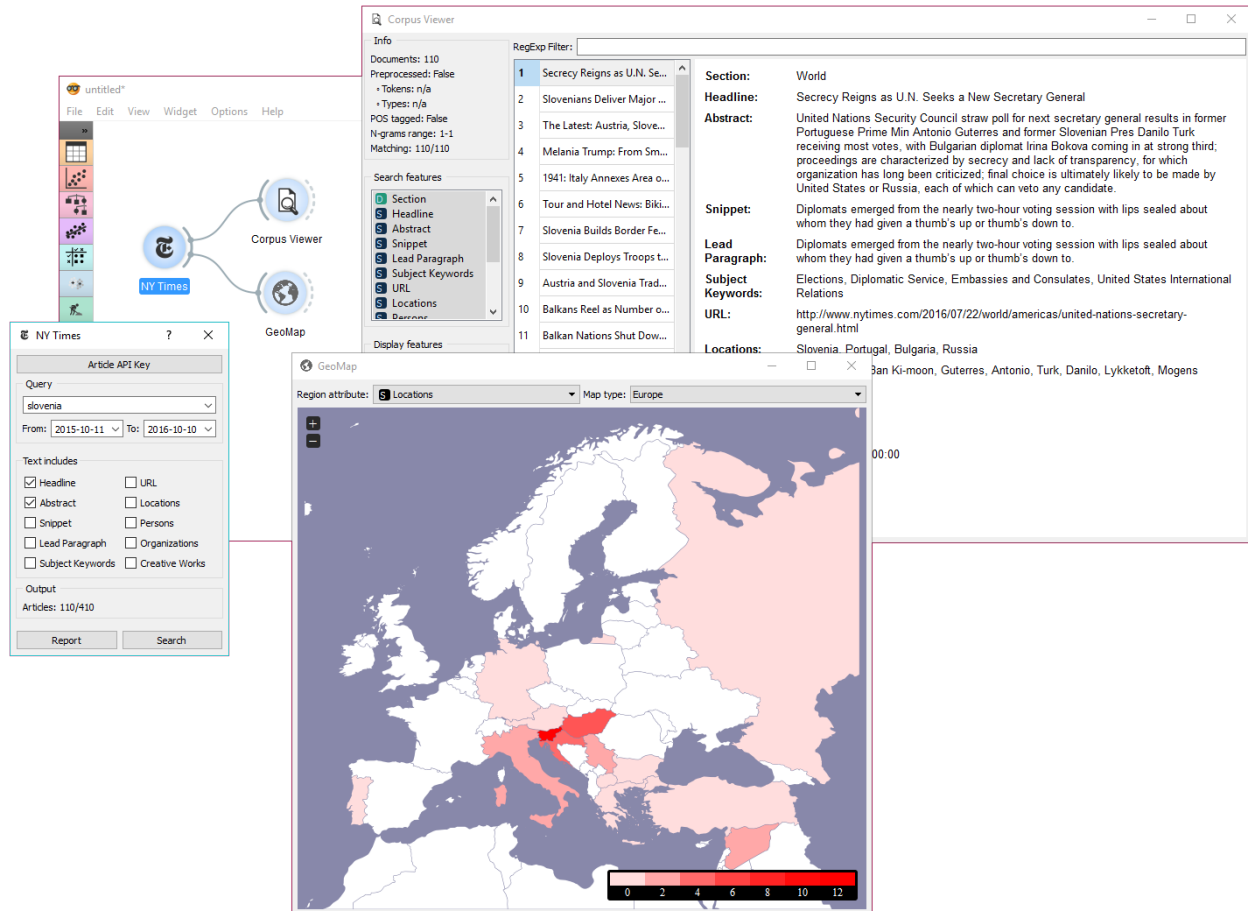 Corpus Viewer
Info
Documents: 110
Preprocessed: False
◦ Tokens: n/a
◦ Types: n/a
POS tagged: False
N-grams range: 1-1
Matching: 110/110
Search features
D Section
S Headline
S Abstract
S Snippet
S Lead Paragraph
S Subject Keywords
S URL
S Locations
S Persons
Display features
RegExp Filter:
1 Secrecy Reigns as U.N. Se...
2 Slovenians Deliver Major ...
3 The Latest: Austria, Slove...
4 Melania Trump: From Sm...
5 1941: Italy Annexes Area o...
6 Tour and Hotel News: Biki...
7 Slovenia Builds Border Fe...
8 Slovenia Deploys Troops t...
9 Austria and Slovenia Trad...
10 Balkans Reel as Number o...
11 Balkan Nations Shut Dow...
Section: World
Headline: Secrecy Reigns as U.N. Seeks a New Secretary General
Abstract: United Nations Security Council straw poll for next secretary general results in former
Portuguese Prime Min Antonio Guterres and former Slovenian Pres Danilo Turk
receiving most votes, with Bulgarian diplomat Irina Bokova coming in at strong third;
proceedings are characterized by secrecy and lack of transparency, for which
organization has long been criticized; final choice is ultimately likely to be made by
United States or Russia, each of which can veto any candidate.
Snippet: Diplomats emerged from the nearly two-hour voting session with lips sealed about
whom they had given a thumb's up or thumb's down to.
Lead Diplomats emerged from the nearly two-hour voting session with lips sealed about
Paragraph: whom they had given a thumb's up or thumb's down to.
Subject Elections, Diplomatic Service, Embassies and Consulates, United States International
Keywords: Relations
URL: http://www.nytimes.com/2016/07/22/world/americas/united-nations-secretary-
general.html
Locations: Slovenia, Portugal, Bulgaria, Russia
Ban Ki-moon, Guterres, Antonio, Turk, Danilo, Lykketoft, Mogens
00:00
untitled*
File Edit View Widget Options Help
»
NY Times
Corpus Viewer
GeoMap
NY Times ?
Article API Key
Query
slovenia
From: 2015-10-11 To: 2016-10-10
Text includes
Headline URL
Abstract Locations
Snippet Persons
Lead Paragraph Organizations
Subject Keywords Creative Works
Output
Articles: 110/410
Report Search
GeoMap
Region attribute: S Locations Map type: Europe
+
−
0 2 4 6 8 10 12